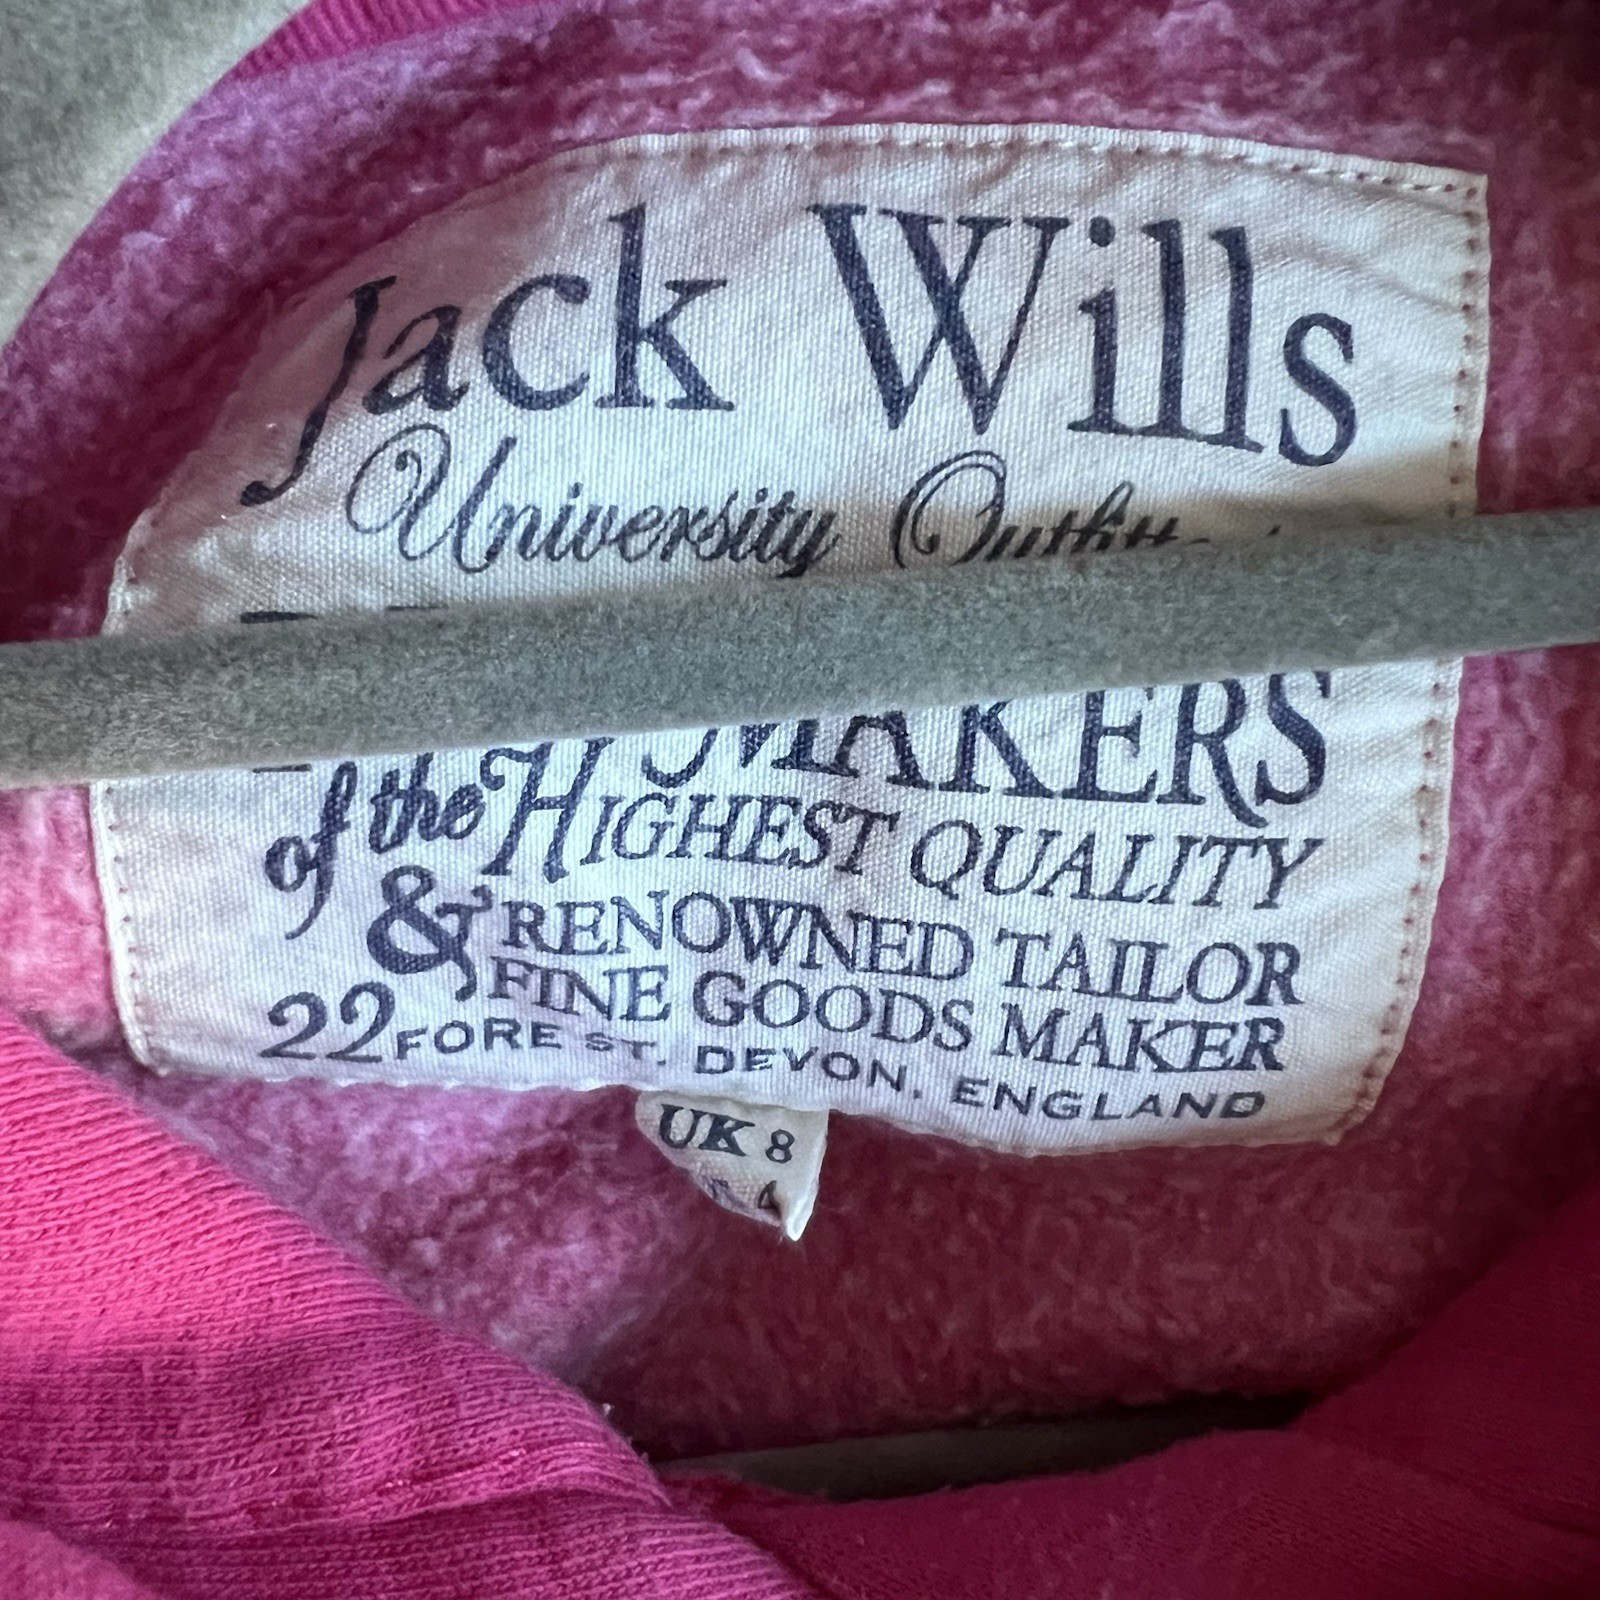 Jack Wills
University
MAKERS
of the HIGHEST QUALITY
& RENOWNED TAILOR
FINE GOODS MAKER
22 FORE ST. DEVON, ENGLAND
UK 8
4